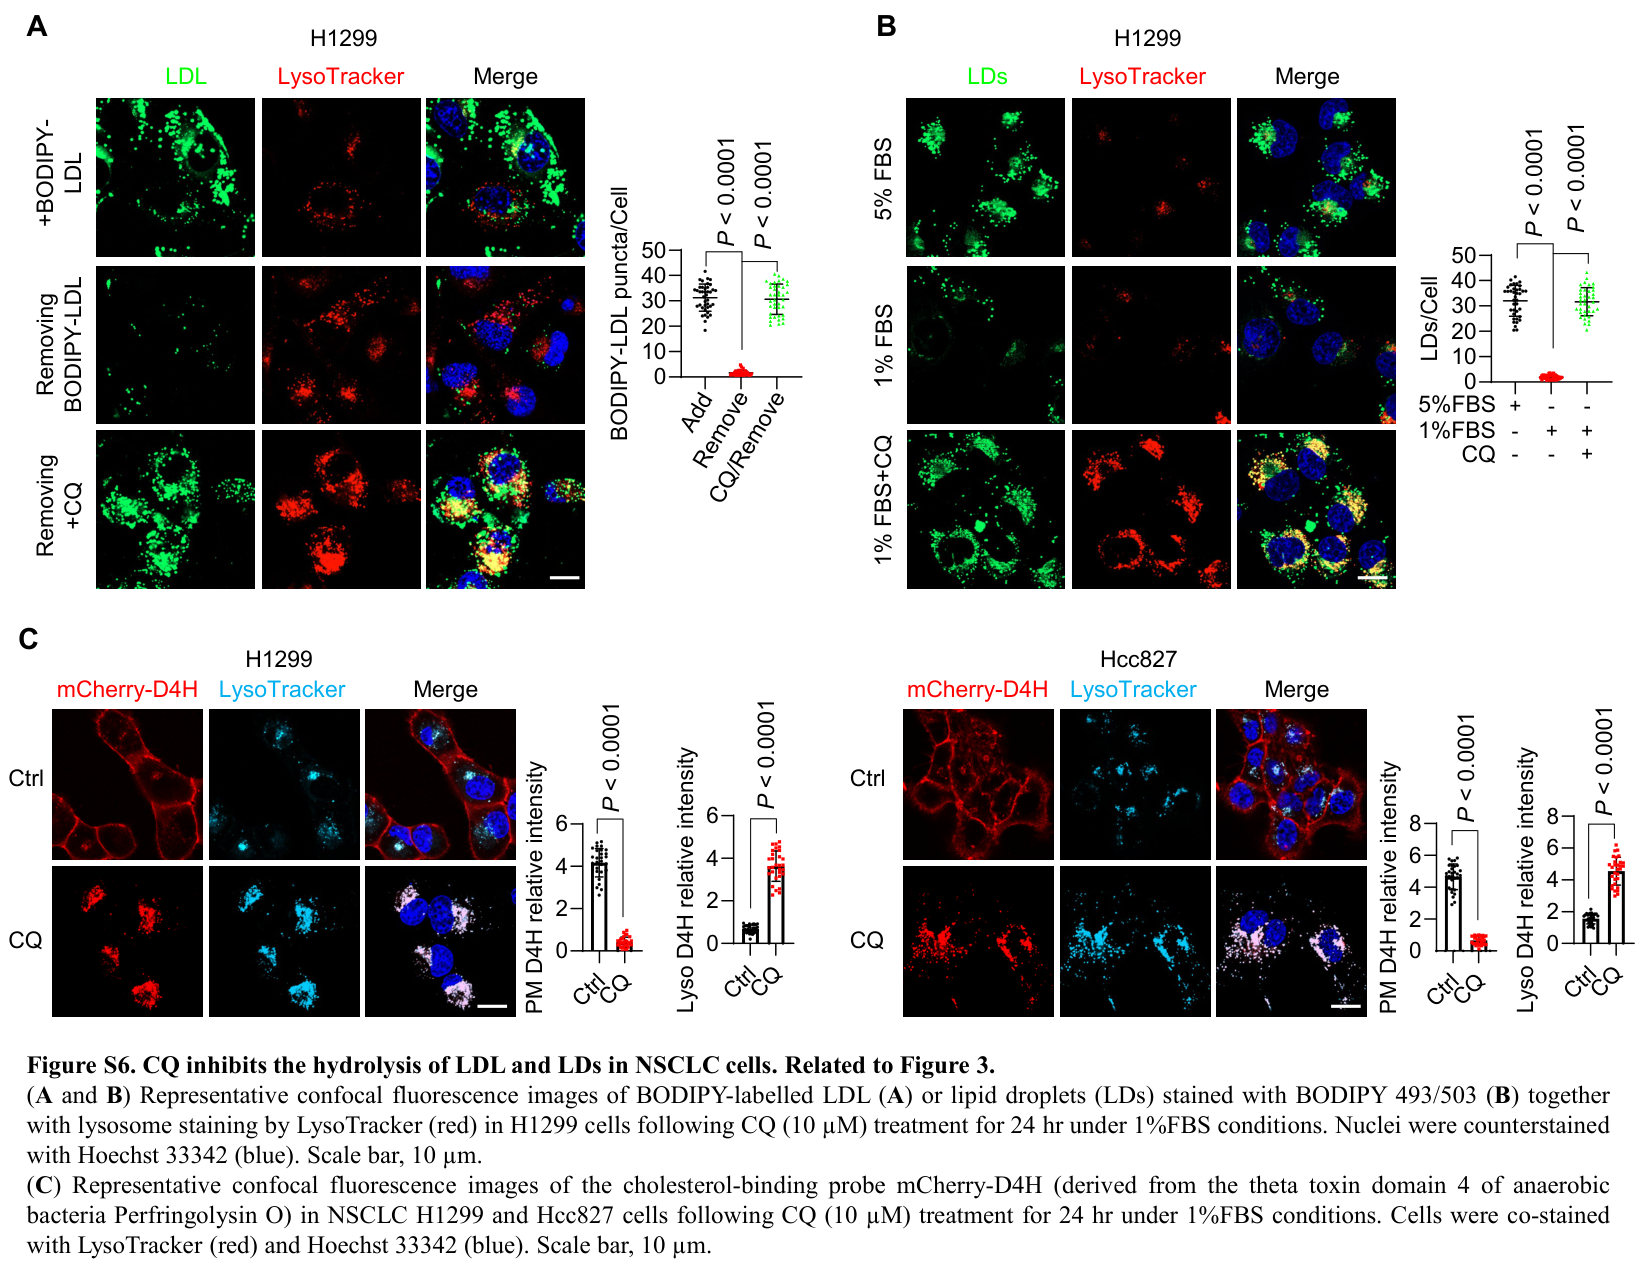 A
H1299
LDL LysoTracker Merge
+BODIPY-
LDL
Removing
BODIPY-LDL
Removing
+CQ
BODIPY-LDL puncta/Cell
50
40
30
20
10
0
P < 0.0001
P < 0.0001
Add
Remove
CQ/Remove
B
H1299
LDs LysoTracker Merge
5% FBS
1% FBS
1% FBS+CQ
LDs/Cell
50
40
30
20
10
0
P < 0.0001
P < 0.0001
5%FBS + - -
1%FBS - + +
CQ - - +
C
H1299
mCherry-D4H LysoTracker Merge
Ctrl
CQ
PM D4H relative intensity
6
4
2
0
P < 0.0001
Ctrl
CQ
Lyso D4H relative intensity
6
4
2
0
P < 0.0001
Ctrl
CQ
Hcc827
mCherry-D4H LysoTracker Merge
Ctrl
CQ
PM D4H relative intensity
8
6
4
2
0
P < 0.0001
Ctrl
CQ
Lyso D4H relative intensity
8
6
4
2
0
P < 0.0001
Ctrl
CQ
Figure S6. CQ inhibits the hydrolysis of LDL and LDs in NSCLC cells. Related to Figure 3.
(A and B) Representative confocal fluorescence images of BODIPY-labelled LDL (A) or lipid droplets (LDs) stained with BODIPY 493/503 (B) together
with lysosome staining by LysoTracker (red) in H1299 cells following CQ (10 µM) treatment for 24 hr under 1%FBS conditions. Nuclei were counterstained
with Hoechst 33342 (blue). Scale bar, 10 µm.
(C) Representative confocal fluorescence images of the cholesterol-binding probe mCherry-D4H (derived from the theta toxin domain 4 of anaerobic
bacteria Perfringolysin O) in NSCLC H1299 and Hcc827 cells following CQ (10 µM) treatment for 24 hr under 1%FBS conditions. Cells were co-stained
with LysoTracker (red) and Hoechst 33342 (blue). Scale bar, 10 µm.